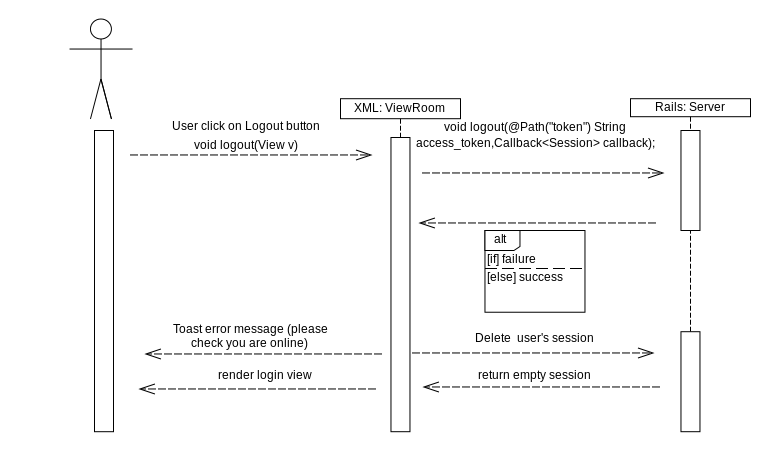 XML: ViewRoom
Rails: Server
User click on Logout button
void logout(View v)
void logout(@Path("token") String
access_token,Callback<Session> callback);
alt
[if] failure
[else] success
Toast error message (please
check you are online)
Delete user's session
render login view
return empty session